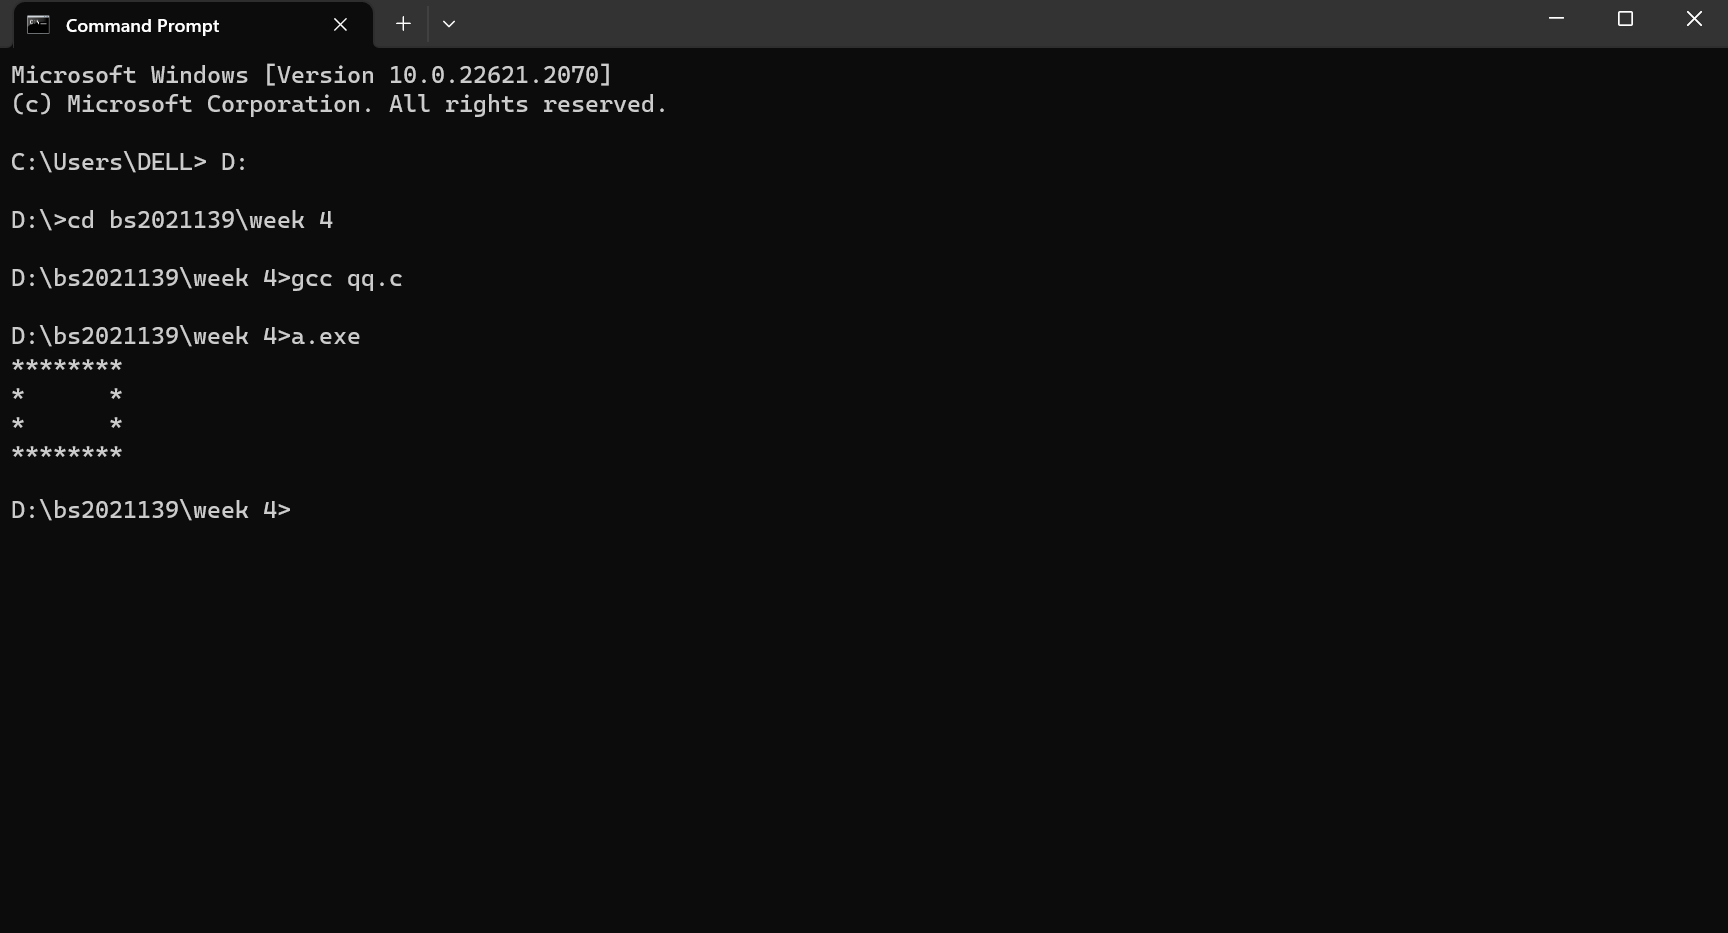 Command Prompt
Microsoft Windows [Version 10.0.22621.2070]
(c) Microsoft Corporation. All rights reserved.
C:\Users\DELL> D:
D:\>cd bs2021139\week 4
D:\bs2021139\week 4>gcc qq.c
D:\bs2021139\week 4>a.exe
********
*      *
*      *
********
D:\bs2021139\week 4>